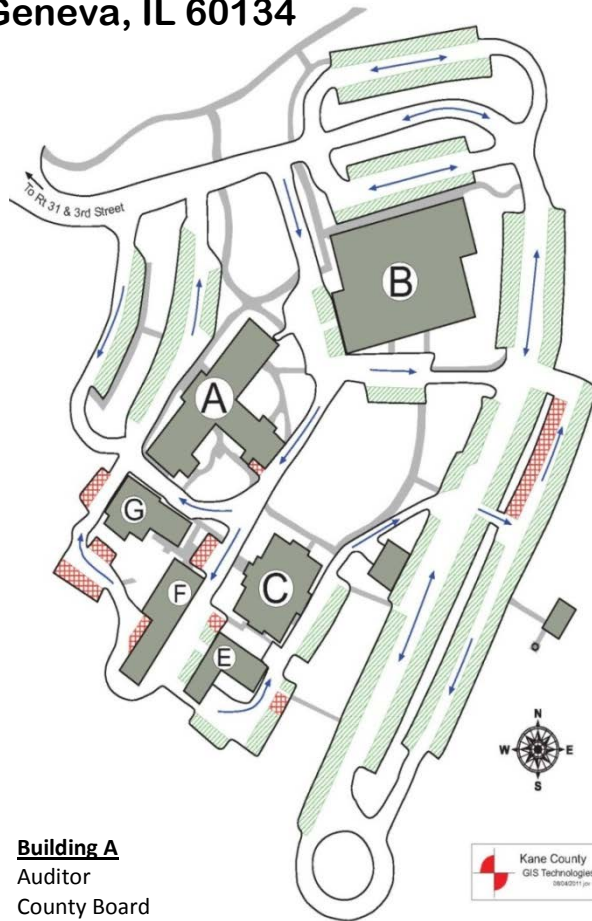 Geneva, IL 60134
To Rt 31 & 3rd Street
B
A
G
C
F
E
N
W E
S
Building A
Auditor
County Board
Kane County
GIS Technologies